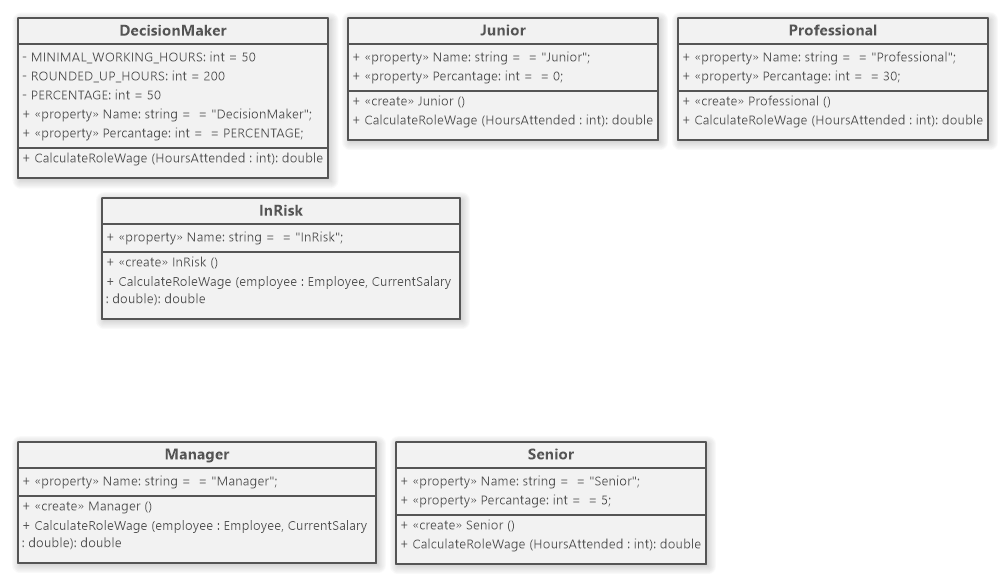 DecisionMaker
- MINIMAL_WORKING_HOURS: int = 50
- ROUNDED_UP_HOURS: int = 200
- PERCENTAGE: int = 50
+ «property» Name: string =  = "DecisionMaker";
+ «property» Percantage: int =  = PERCENTAGE;
+ CalculateRoleWage (HoursAttended : int): double
Junior
+ «property» Name: string =  = "Junior";
+ «property» Percantage: int =  = 0;
+ «create» Junior ()
+ CalculateRoleWage (HoursAttended : int): double
Professional
+ «property» Name: string =  = "Professional";
+ «property» Percantage: int =  = 30;
+ «create» Professional ()
+ CalculateRoleWage (HoursAttended : int): double
InRisk
+ «property» Name: string =  = "InRisk";
+ «create» InRisk ()
+ CalculateRoleWage (employee : Employee, CurrentSalary
: double): double
Manager
+ «property» Name: string =  = "Manager";
+ «create» Manager ()
+ CalculateRoleWage (employee : Employee, CurrentSalary
: double): double
Senior
+ «property» Name: string =  = "Senior";
+ «property» Percantage: int =  = 5;
+ «create» Senior ()
+ CalculateRoleWage (HoursAttended : int): double